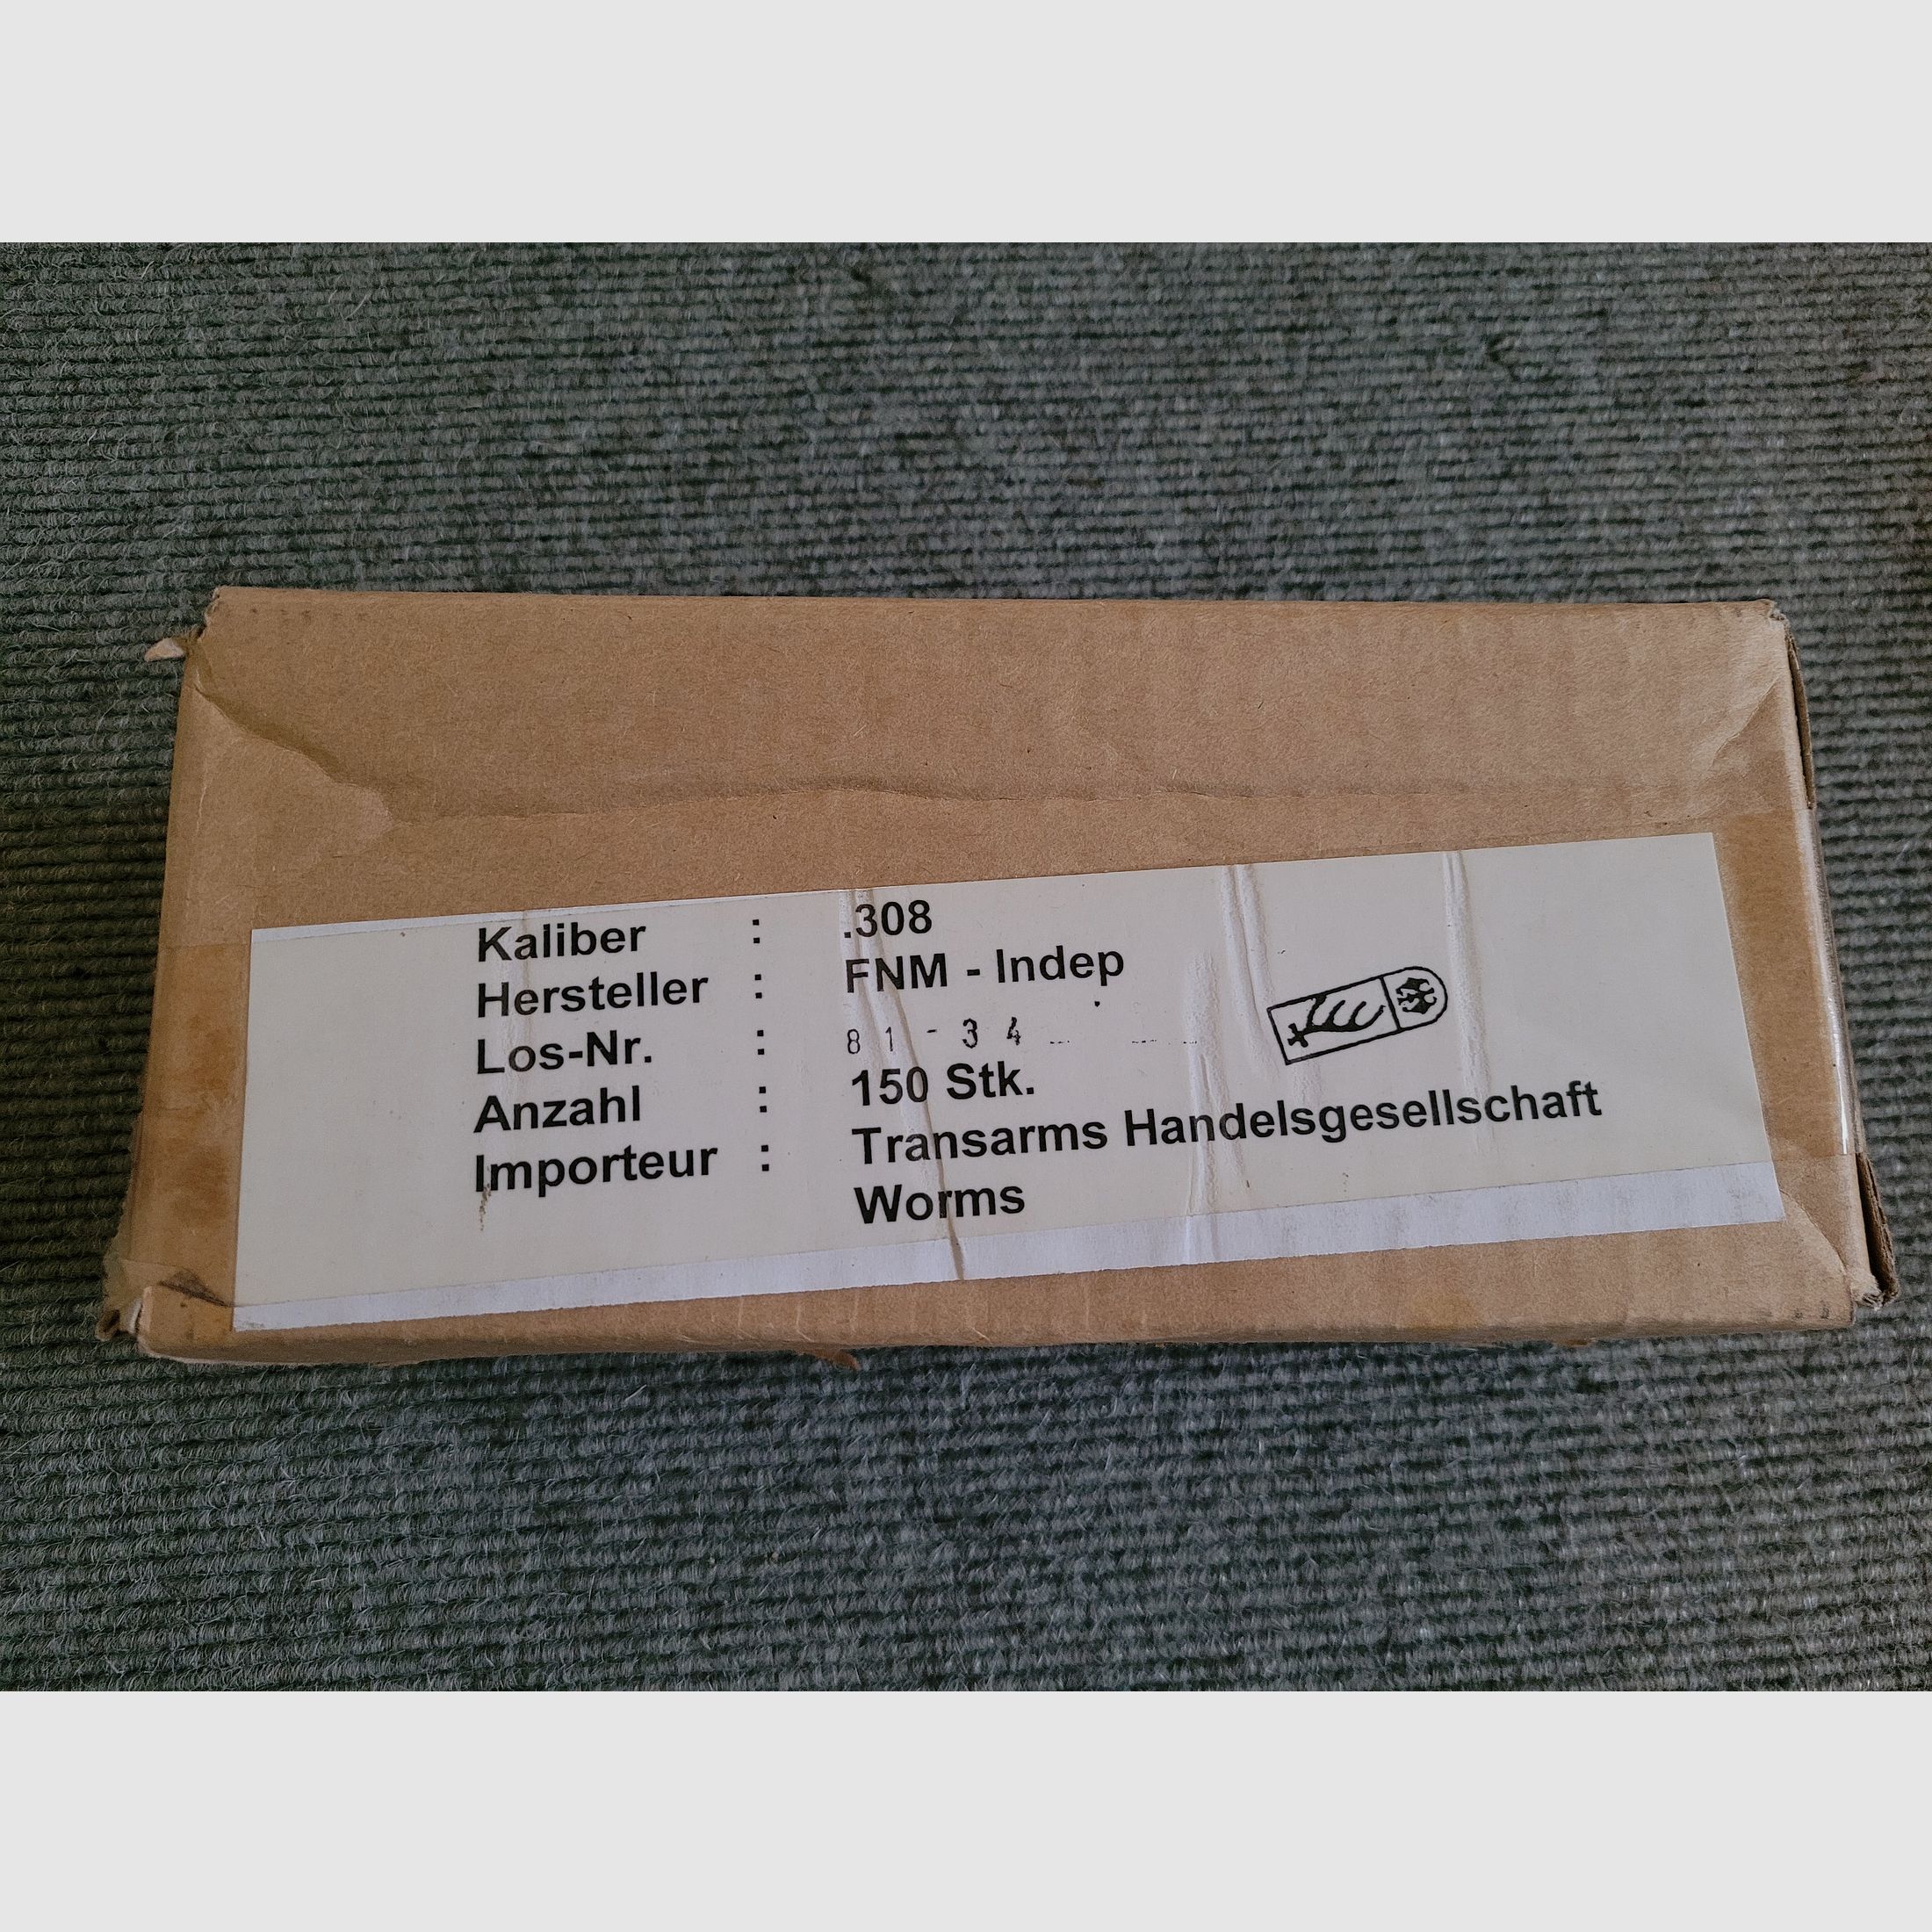 Kaliber : .308
Hersteller : FNM - Indep
Los-Nr. : 81 - 34
Anzahl : 150 Stk.
Importeur : Transarms Handelsgesellschaft
Worms